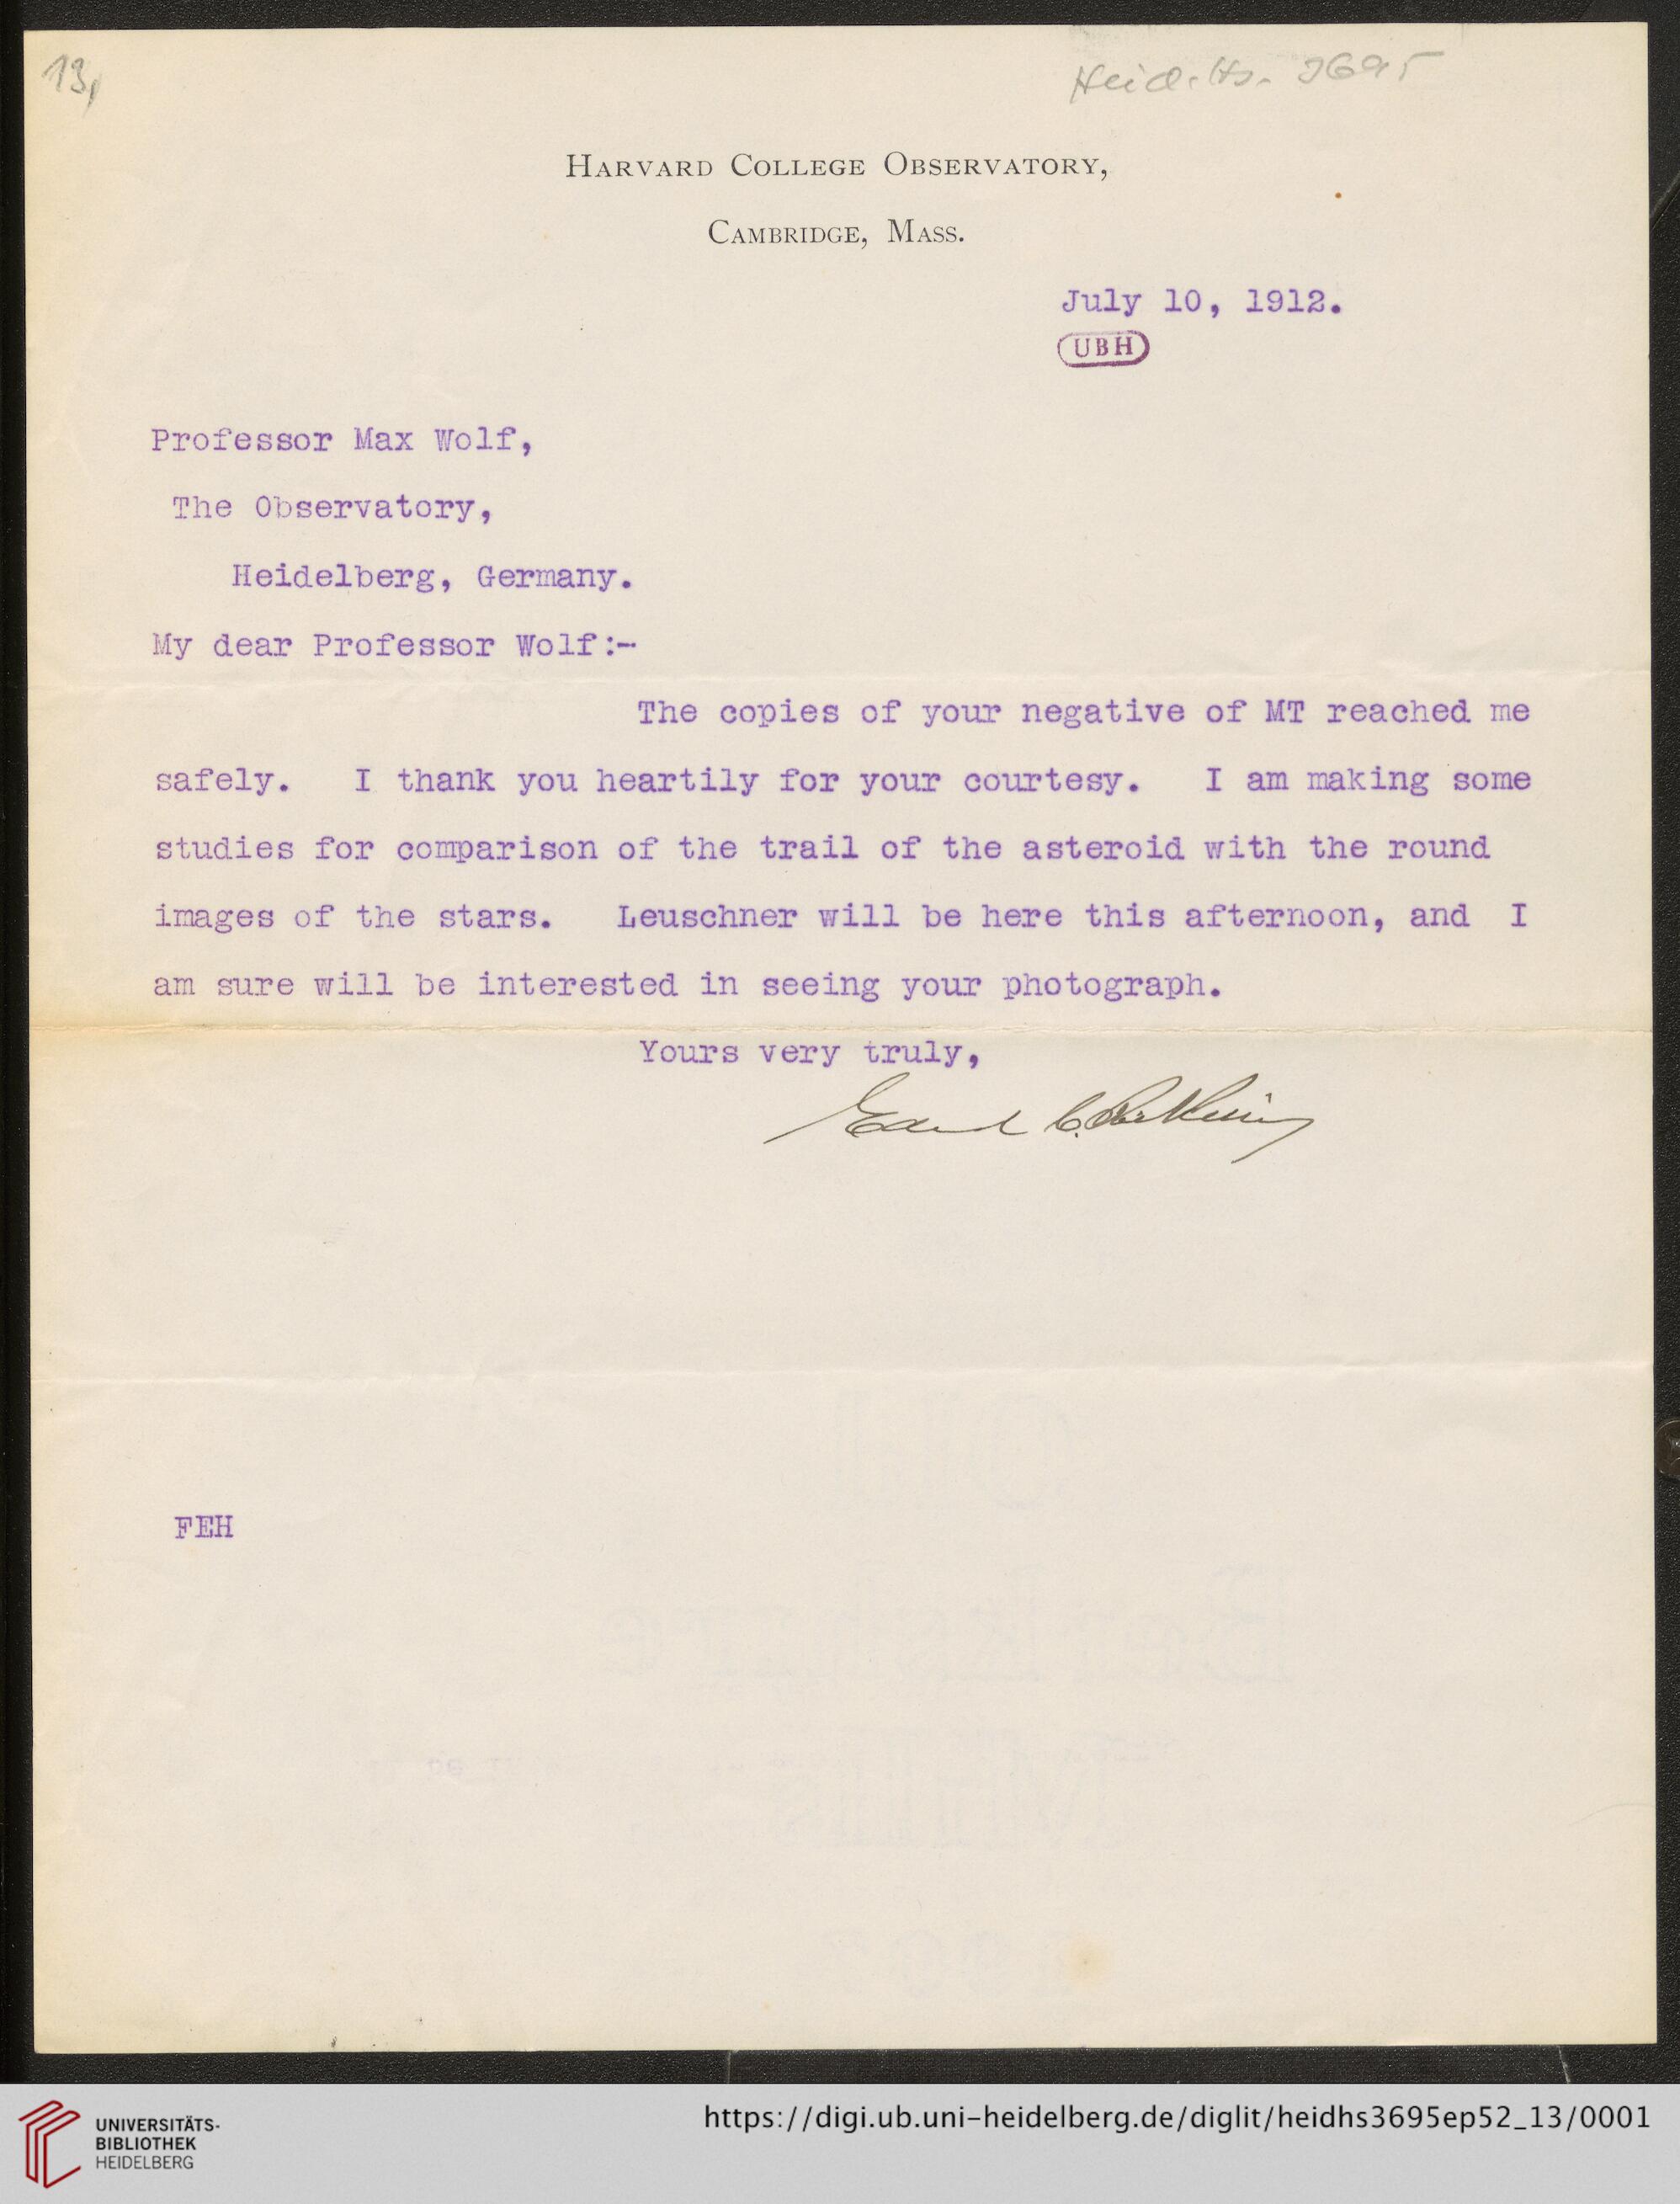 13,
Heid. Hs. 3695
HARVARD COLLEGE OBSERVATORY,
CAMBRIDGE, MASS.
July 10, 1912.
UBH
Professor Max Wolf,
The Observatory,
Heidelberg, Germany.
My dear Professor Wolf:-
The copies of your negative of MT reached me
safely. I thank you heartily for your courtesy. I am making some
studies for comparison of the trail of the asteroid with the round
images of the stars. Leuschner will be here this afternoon, and I
am sure will be interested in seeing your photograph.
Yours very truly,
Edward C. Pickering
FEH
UNIVERSITÄTS-
BIBLIOTHEK
HEIDELBERG
https://digi.ub.uni-heidelberg.de/diglit/heidhs3695ep52_13/0001